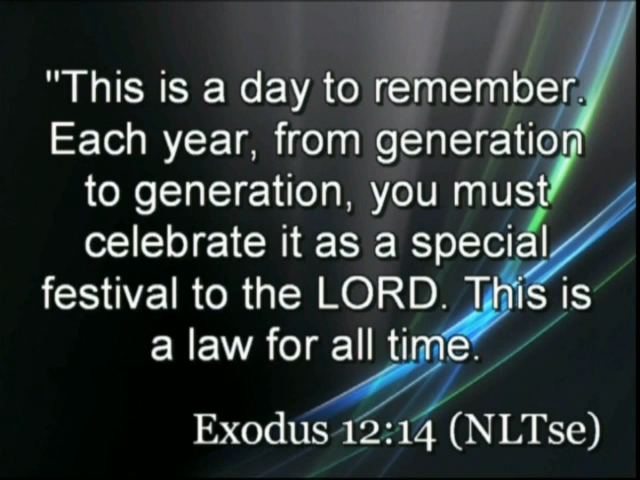 "This is a day to remember.
Each year, from generation
to generation, you must
celebrate it as a special
festival to the LORD. This is
a law for all time.
Exodus 12:14 (NLTse)